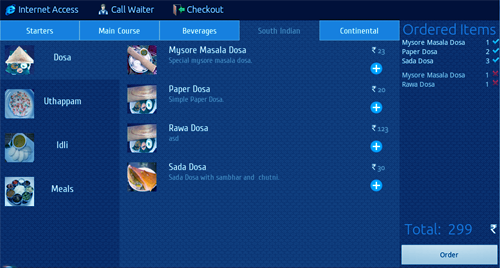 Internet Access Call Waiter Checkout
Starters Main Course Beverages South Indian Continental
Dosa
Uthappam
Idli
Meals
Mysore Masala Dosa ₹ 23
Special mysore masala dosa.
Paper Dosa ₹ 20
Simple Paper Dosa.
Rawa Dosa ₹ 123
asd
Sada Dosa ₹ 30
Sada Dosa with sambhar and chutni.
Ordered Items
Mysore Masala Dosa 1
Paper Dosa 2
Sada Dosa 3
Mysore Masala Dosa 1
Rawa Dosa 1
Total: 299 ₹
Order